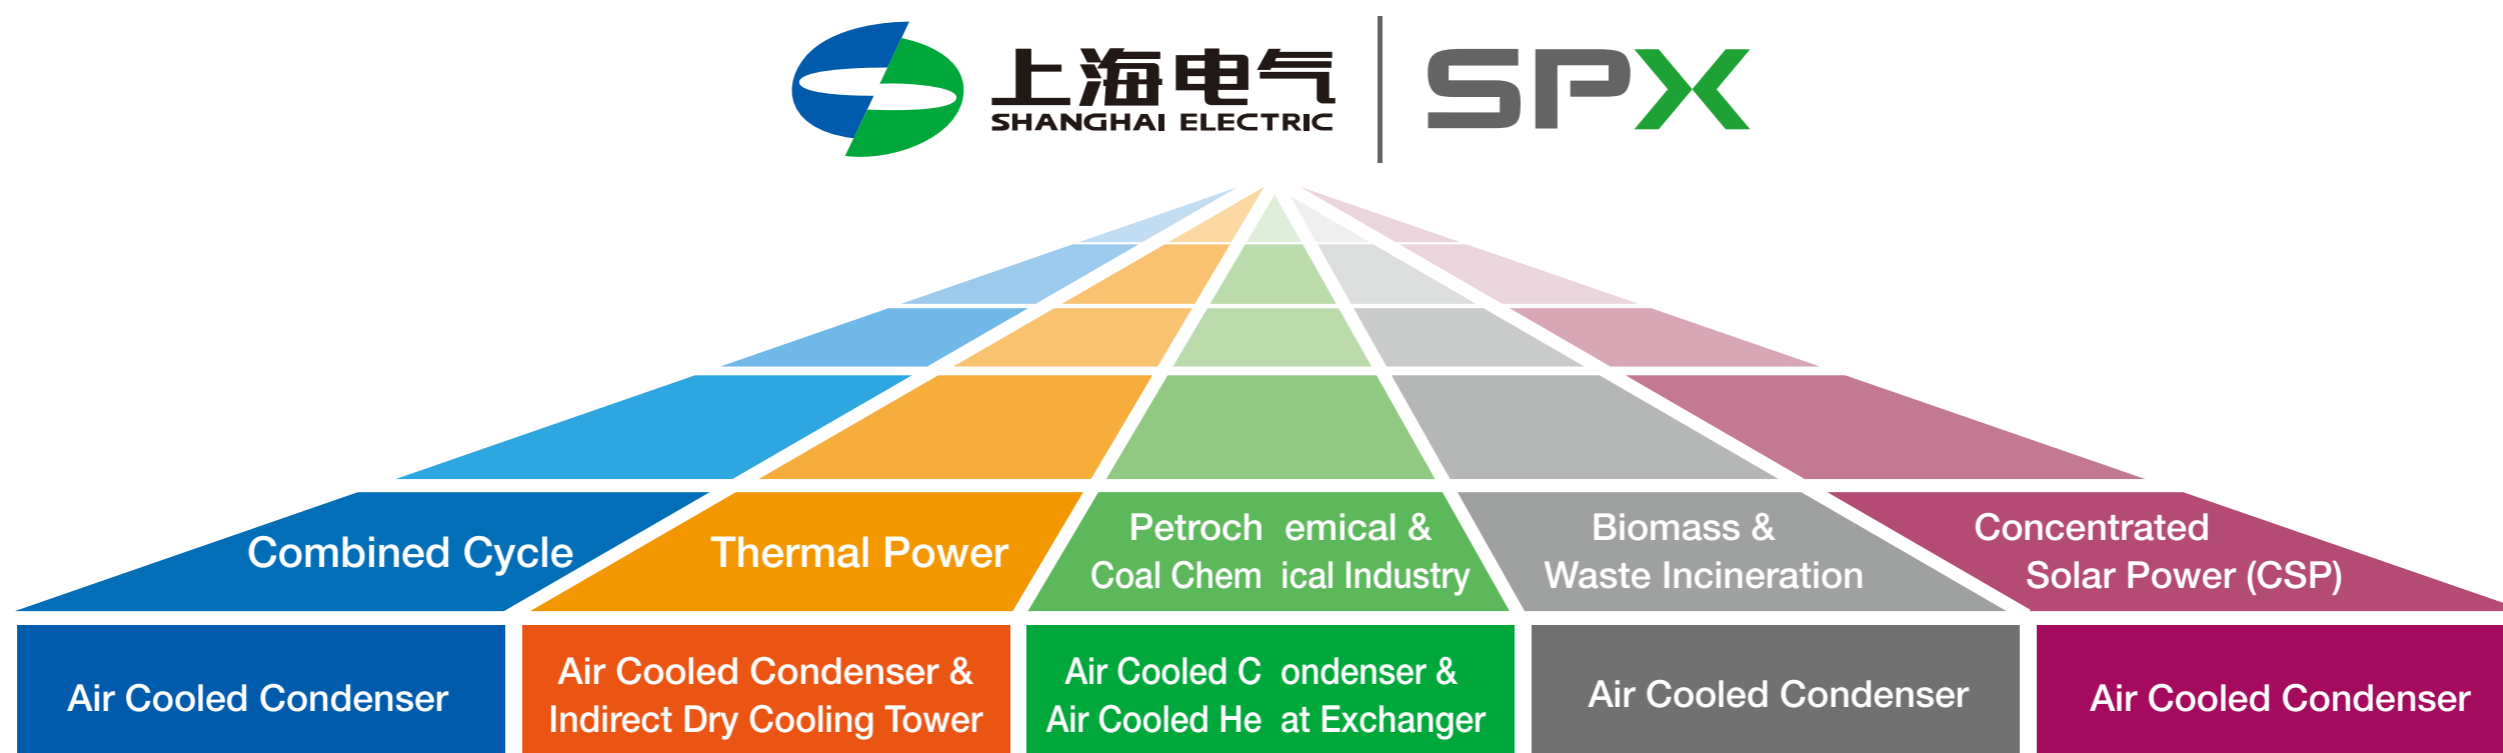 上海电气
SHANGHAI ELECTRIC
SPX
Combined Cycle
Thermal Power
Petroch emical &
Coal Chem ical Industry
Biomass &
Waste Incineration
Concentrated
Solar Power (CSP)
Air Cooled Condenser
Air Cooled Condenser &
Indirect Dry Cooling Tower
Air Cooled C ondenser &
Air Cooled He at Exchanger
Air Cooled Condenser
Air Cooled Condenser